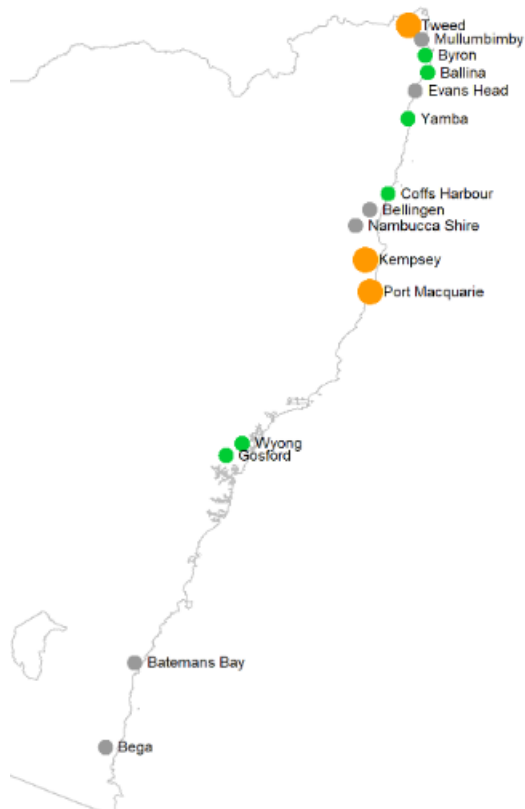 Tweed
Mullumbimby
Byron
Ballina
Evans Head
Yamba
Coffs Harbour
Bellingen
Nambucca Shire
Kempsey
Port Macquarie
Wyong
Gosford
Batemans Bay
Bega